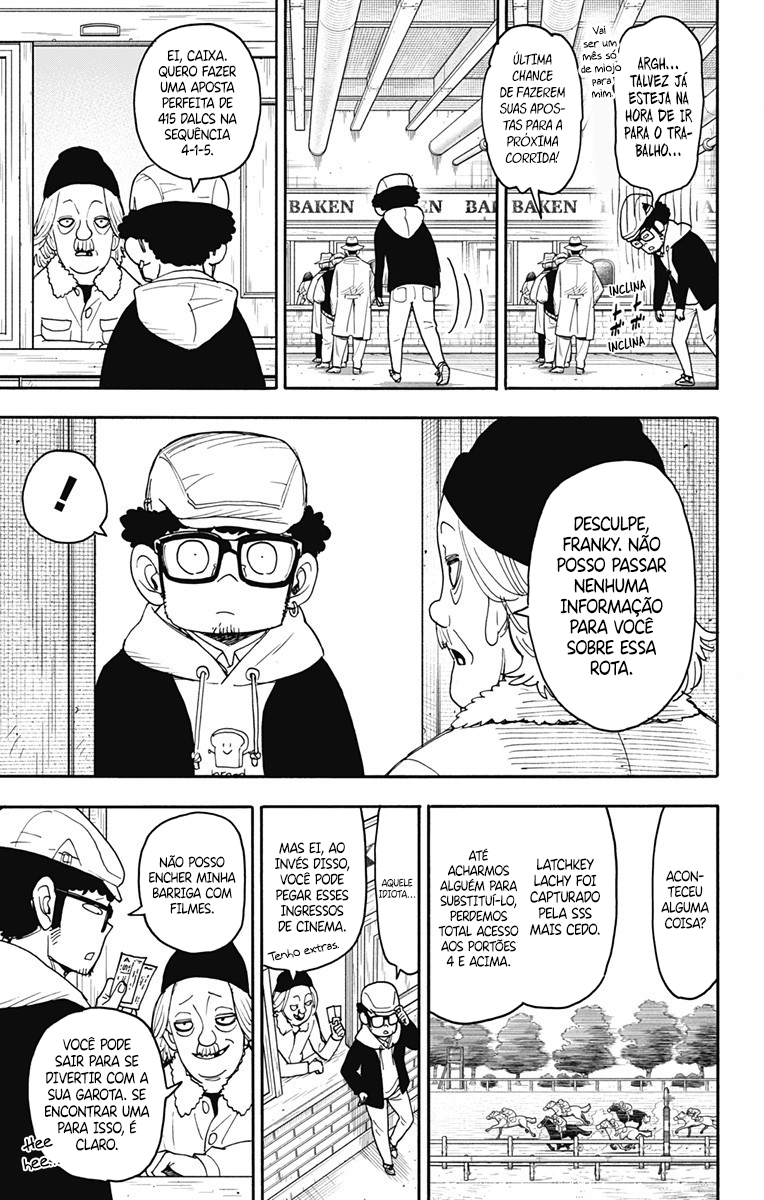 ARGH...
TALVEZ JÁ
ESTEJA NA
HORA DE IR
PARA O TRA-
BALHO...
Vai
ser um
mês só
de miojo
para
mim.
INCLINA
INCLINA
ÚLTIMA
CHANCE
DE FAZEREM
SUAS APOS-
TAS PARA A
PRÓXIMA
CORRIDA!
BAKEN
BAKEN
EI, CAIXA.
QUERO FAZER
UMA APOSTA
PERFEITA DE
415 DALCS NA
SEQUÊNCIA
4-1-5.
DESCULPE,
FRANKY. NÃO
POSSO PASSAR
NENHUMA
INFORMAÇÃO
PARA VOCÊ
SOBRE ESSA
ROTA.
!
bread
ACON-
TECEU
ALGUMA
COISA?
LATCHKEY
LACHY FOI
CAPTURADO
PELA SSS
MAIS CEDO.
ATÉ
ACHARMOS
ALGUÉM PARA
SUBSTITUÍ-LO,
PERDEMOS
TOTAL ACESSO
AOS PORTÕES
4 E ACIMA.
AQUELE
IDIOTA...
MAS EI, AO
INVÉS DISSO,
VOCÊ PODE
PEGAR ESSES
INGRESSOS
DE CINEMA.
Tenho extras.
NÃO POSSO
ENCHER MINHA
BARRIGA COM
FILMES.
VOCÊ PODE
SAIR PARA SE
DIVERTIR COM A
SUA GAROTA. SE
ENCONTRAR UMA
PARA ISSO, É
CLARO.
Hee
hee...